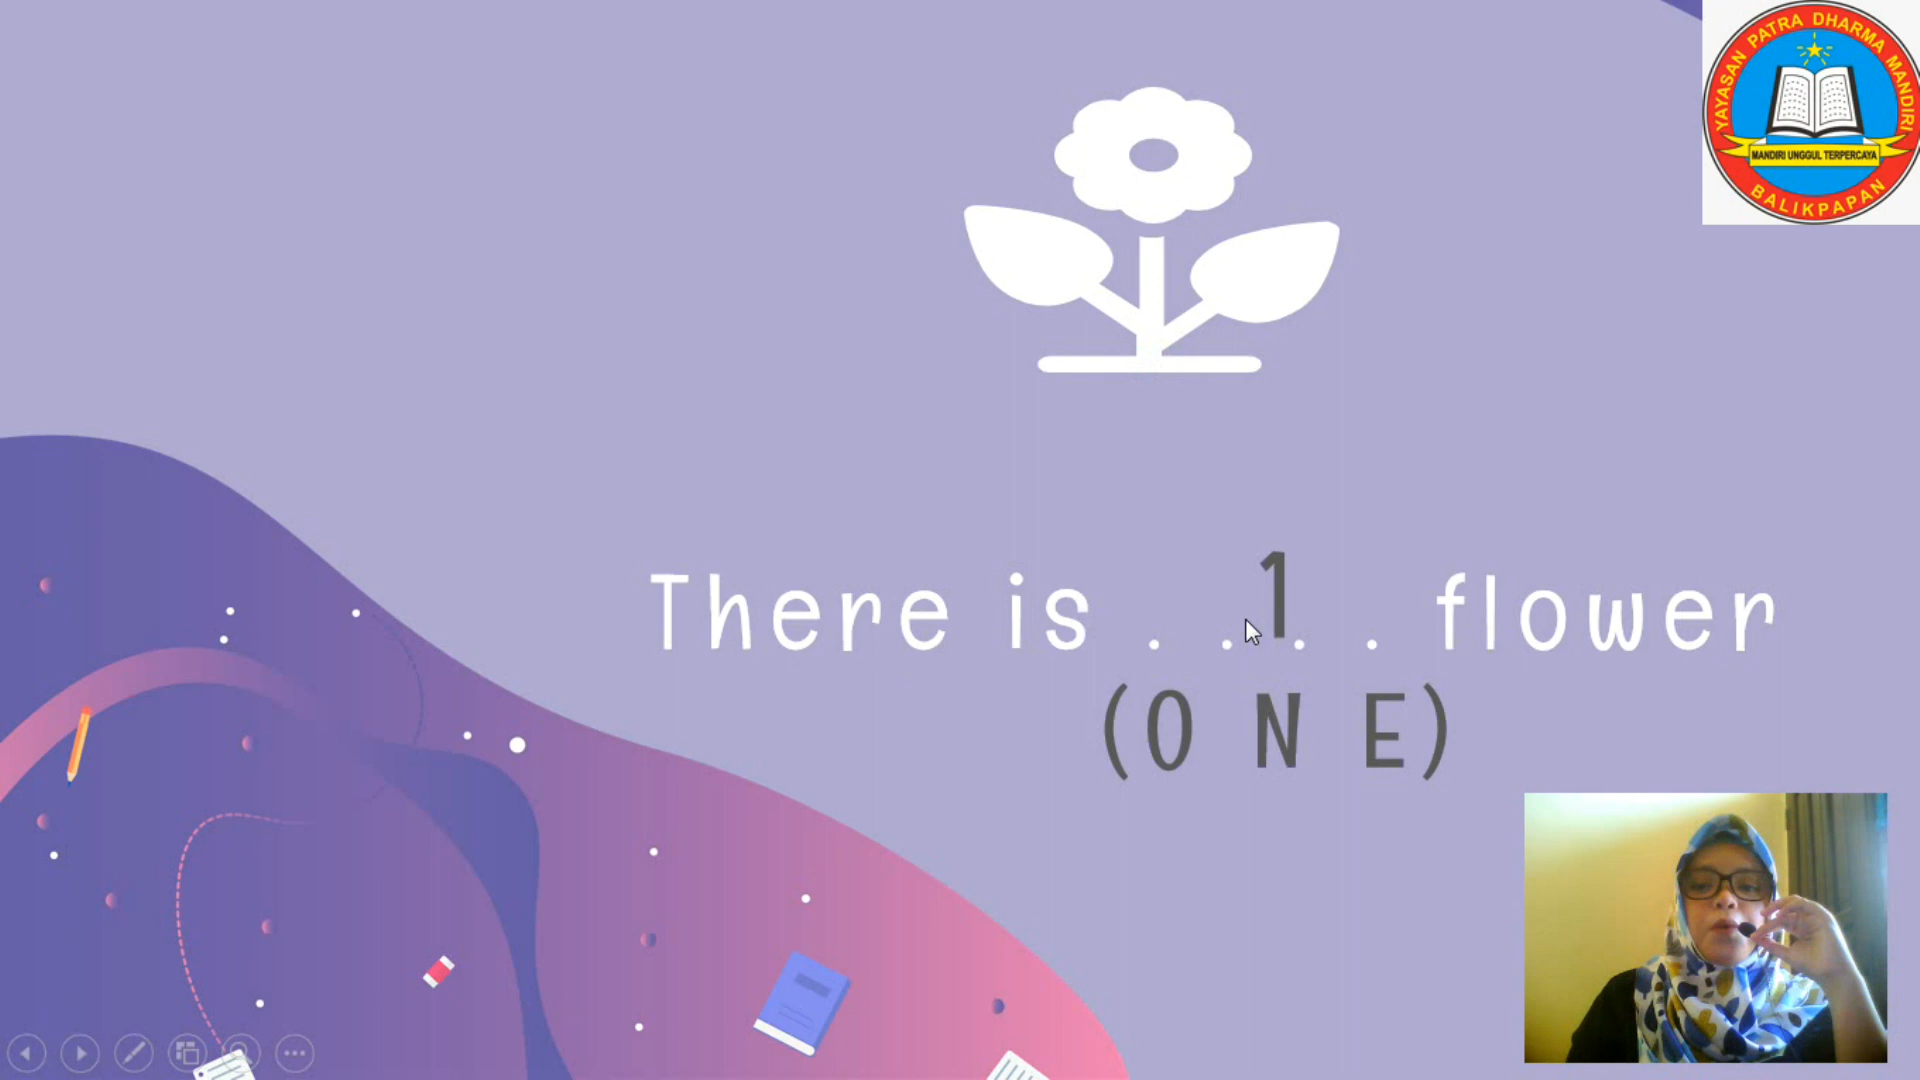 YAYASAN PATRA DHARMA MANDIRI
MANDIRI UNGGUL TERPERCAYA
BALIKPAPAN
There is . . 1 . . flower
(O N E)